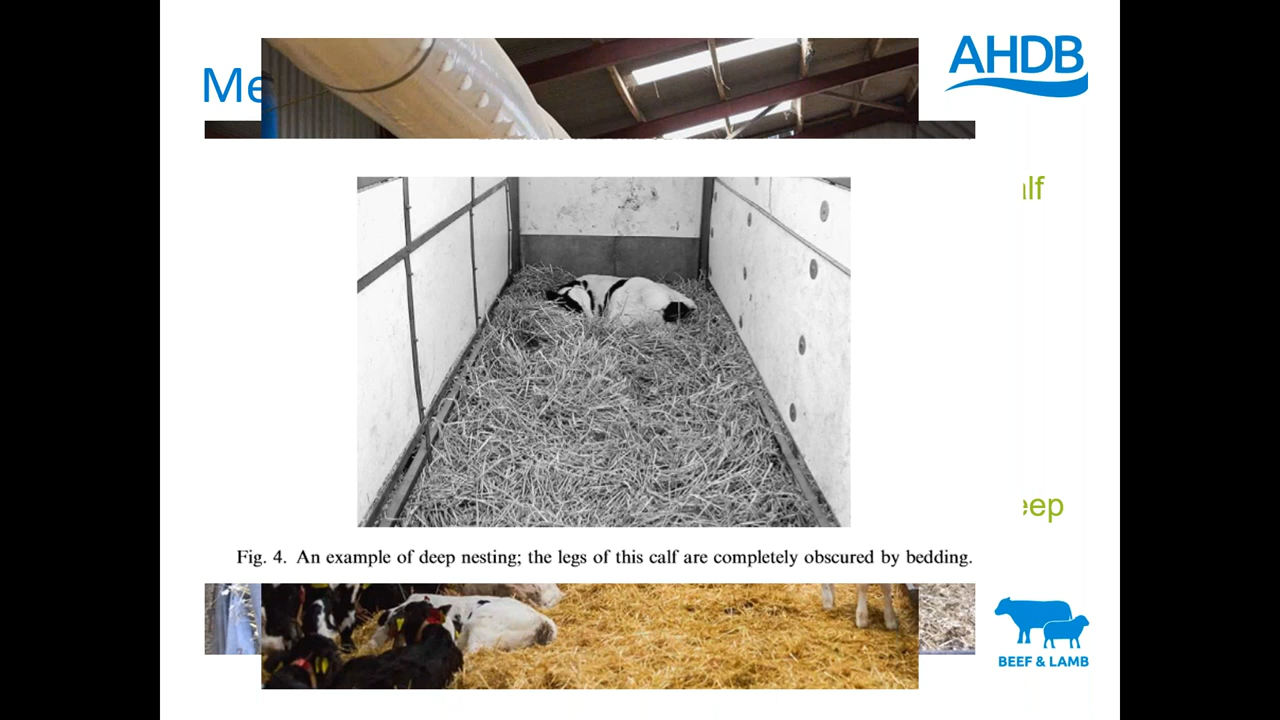 Me
AHDB
alf
eep
Fig. 4. An example of deep nesting; the legs of this calf are completely obscured by bedding.
BEEF & LAMB